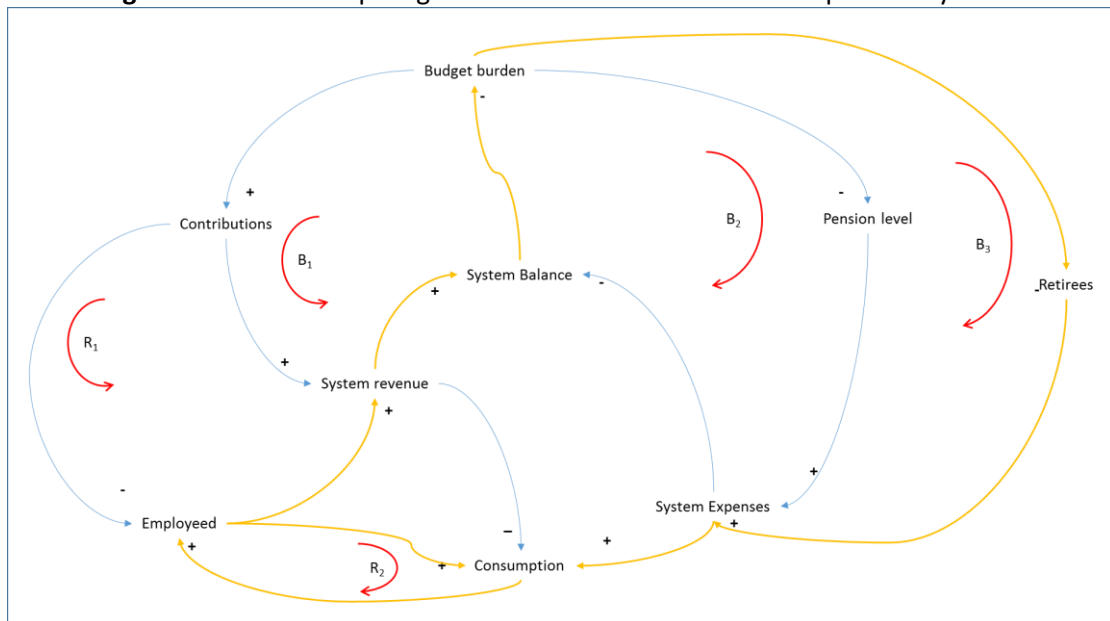 Budget burden
-
+
-
Contributions
B₁
B₂
Pension level
B₃
System Balance
+
-
-Retirees
R₁
+
System revenue
+
+
-
System Expenses
+
Employeed
+
–
+
+
Consumption
R₂